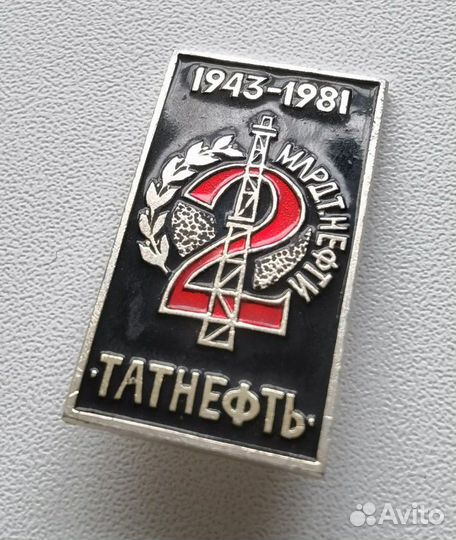 1943-1981
2
МЛРД.Т.НЕФТИ
·ТАТНЕФТЬ·
Avito